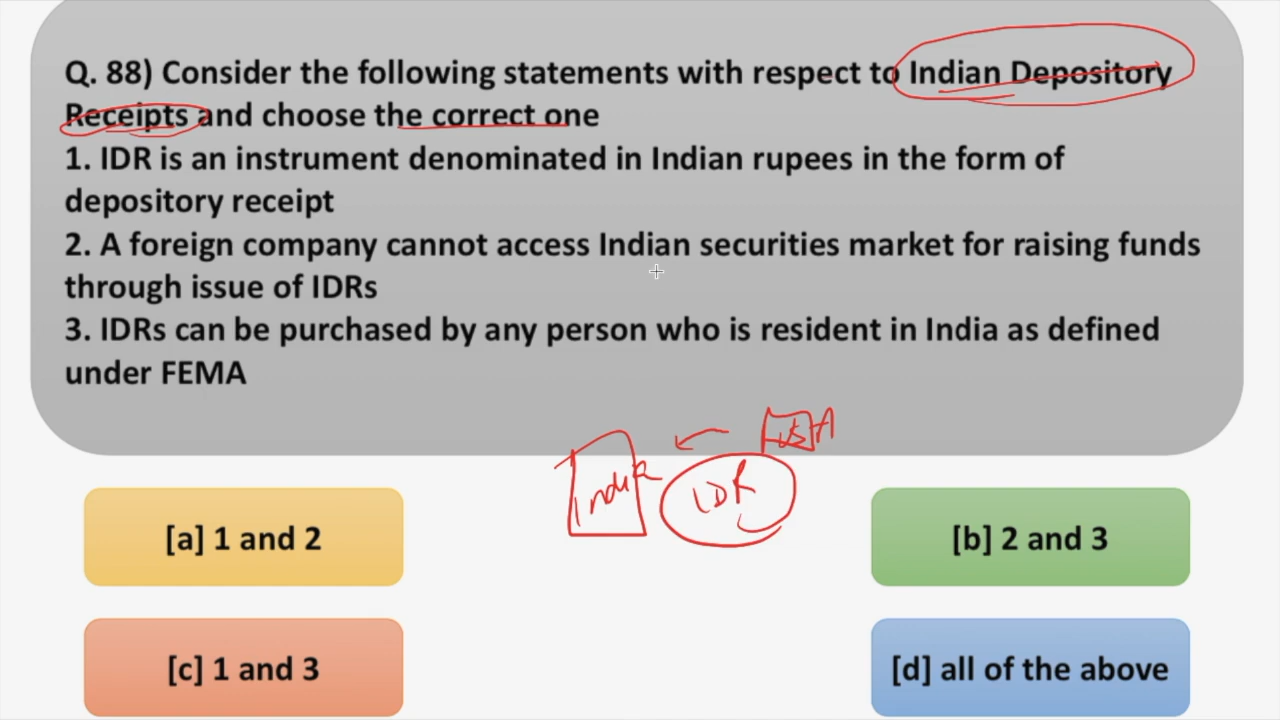 Q. 88) Consider the following statements with respect to Indian Depository
Receipts and choose the correct one
1. IDR is an instrument denominated in Indian rupees in the form of
depository receipt
2. A foreign company cannot access Indian securities market for raising funds
through issue of IDRs
3. IDRs can be purchased by any person who is resident in India as defined
under FEMA
USA
India
IDR
[a] 1 and 2
[b] 2 and 3
[c] 1 and 3
[d] all of the above